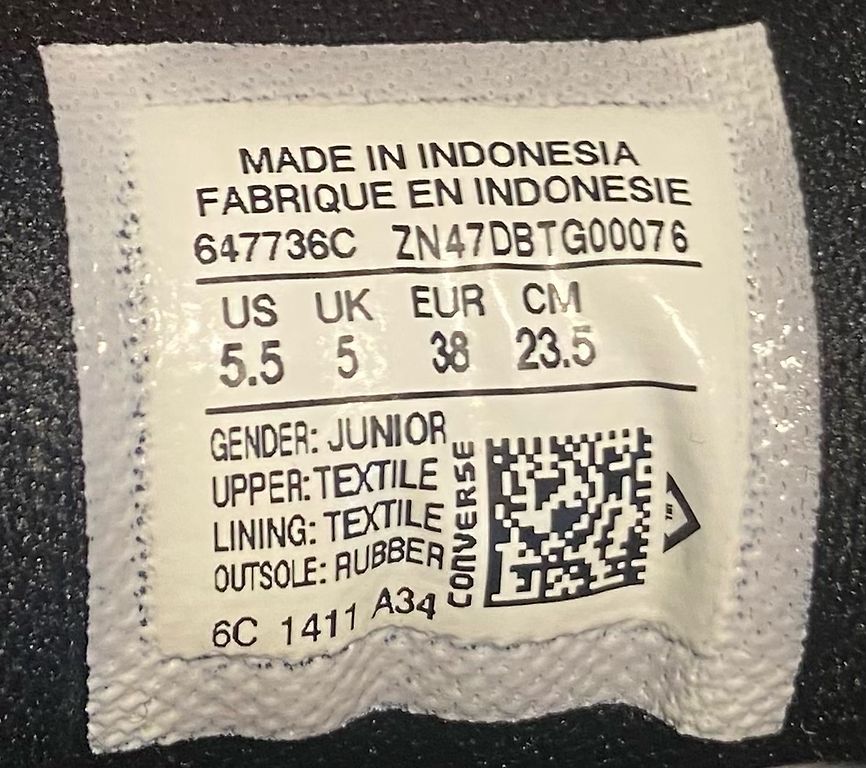 MADE IN INDONESIA
FABRIQUE EN INDONESIE
647736C ZN47DBTG00076
US UK EUR CM
5.5 5 38 23.5
GENDER: JUNIOR
UPPER: TEXTILE
LINING: TEXTILE
OUTSOLE: RUBBER
6C 1411 A34
CONVERSE